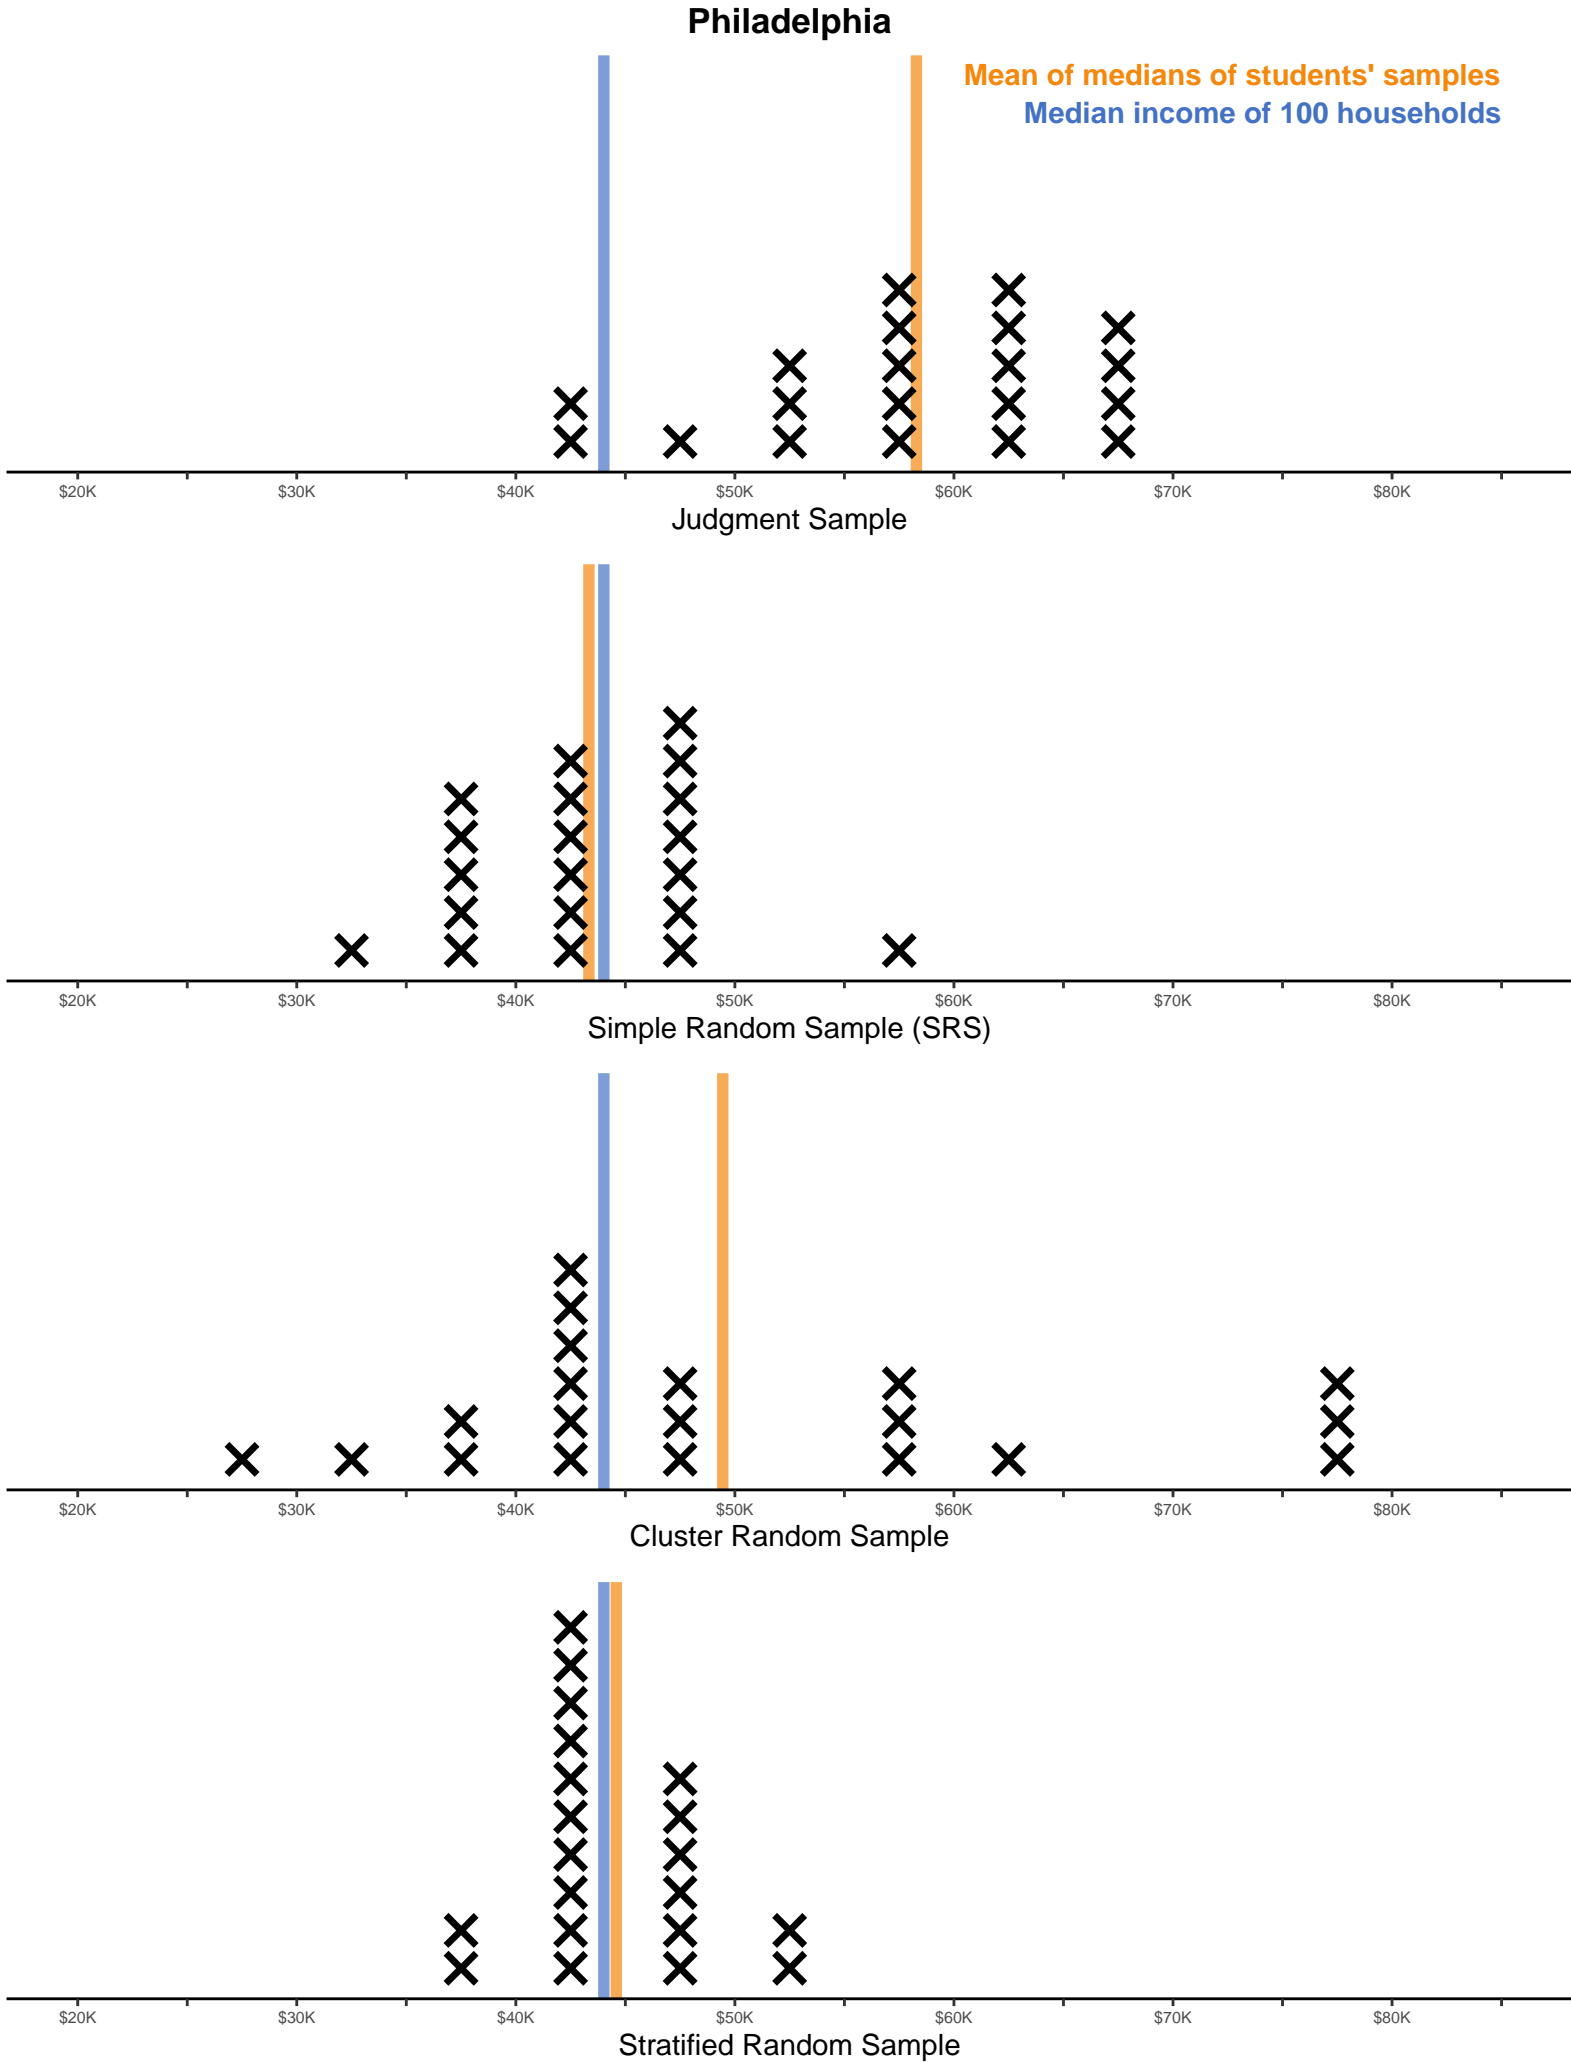 Philadelphia
Mean of medians of students' samples
Median income of 100 households
$20K $30K $40K $50K $60K $70K $80K
Judgment Sample
$20K $30K $40K $50K $60K $70K $80K
Simple Random Sample (SRS)
$20K $30K $40K $50K $60K $70K $80K
Cluster Random Sample
$20K $30K $40K $50K $60K $70K $80K
Stratified Random Sample